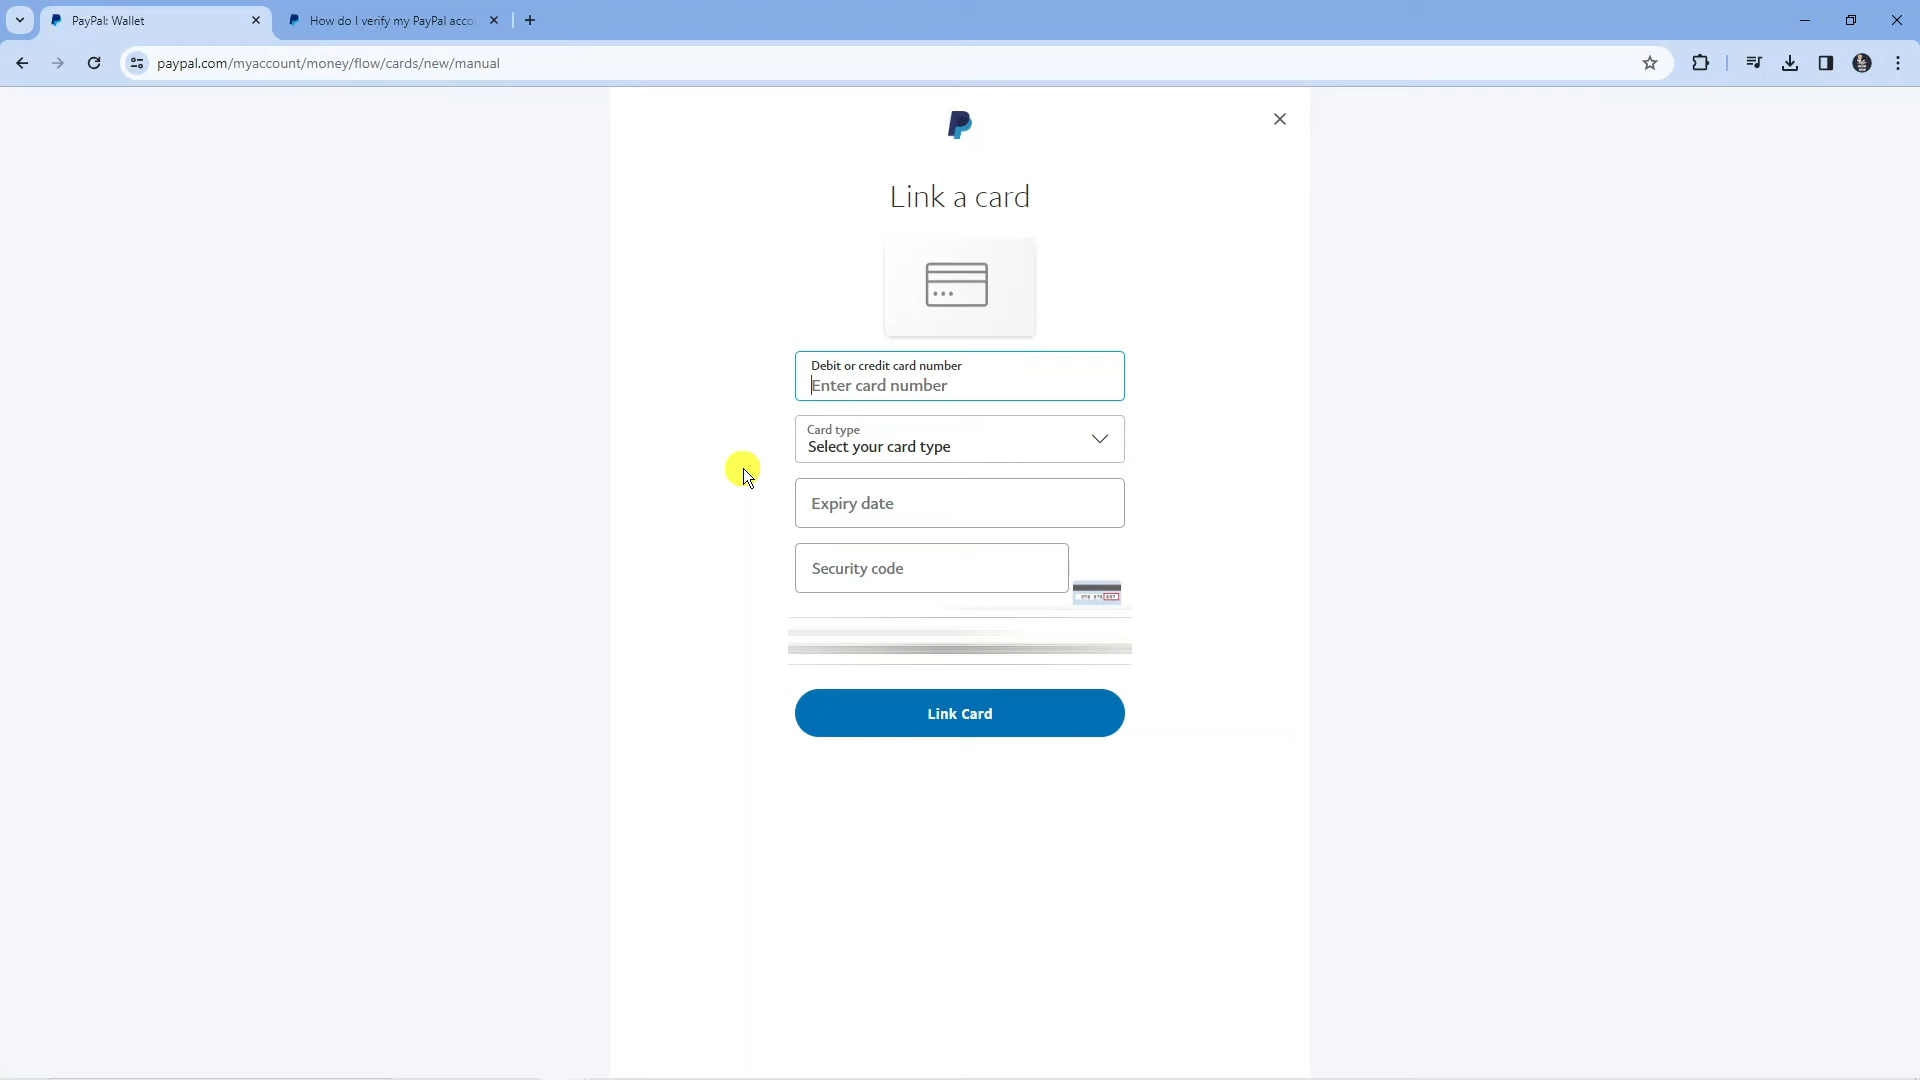 PayPal: Wallet
How do I verify my PayPal acco
paypal.com/myaccount/money/flow/cards/new/manual
Link a card
Debit or credit card number
Enter card number
Card type
Select your card type
Expiry date
Security code
Link Card